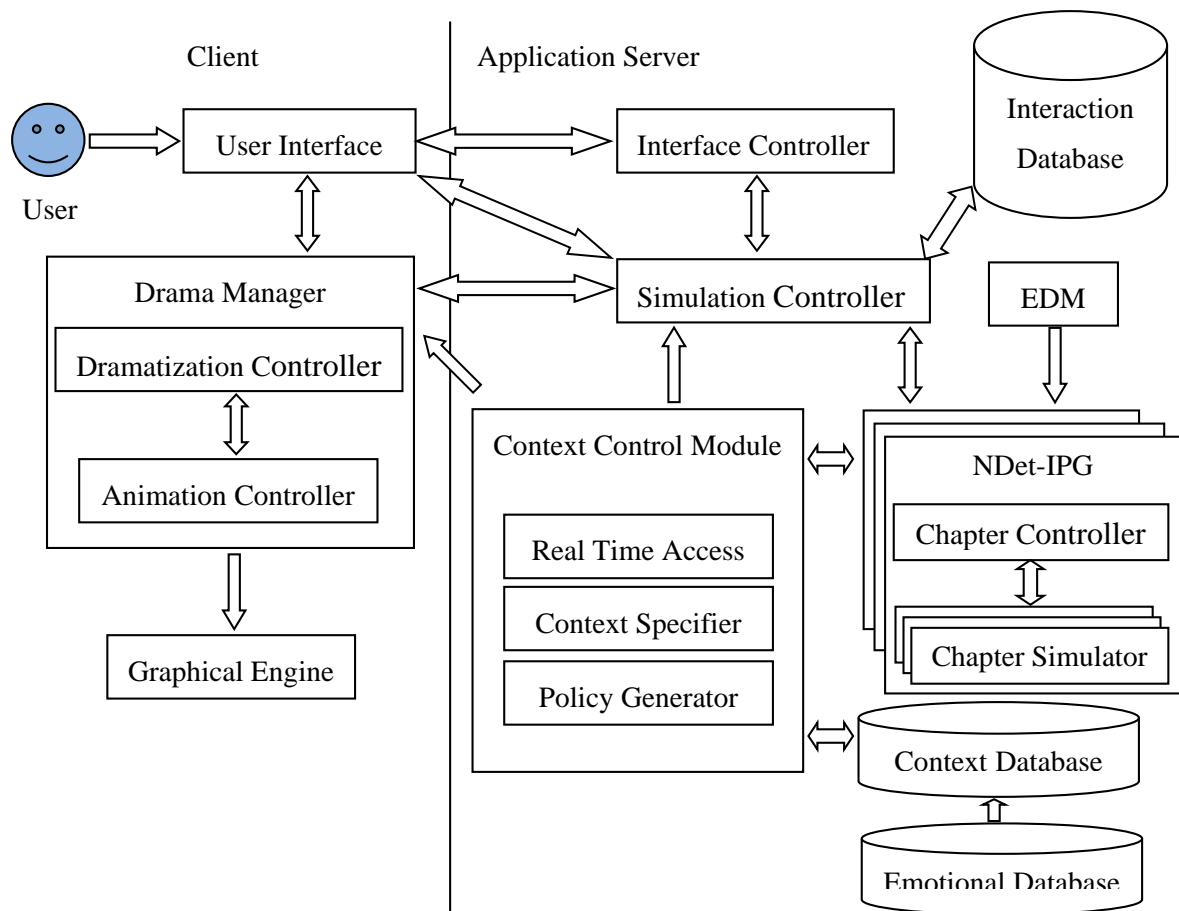 Client
Application Server
Interaction
Database
User Interface
Interface Controller
User
Drama Manager
Simulation Controller
EDM
Dramatization Controller
Context Control Module
NDet-IPG
Animation Controller
Chapter Controller
Real Time Access
Context Specifier
Chapter Simulator
Graphical Engine
Policy Generator
Context Database
Emotional Database